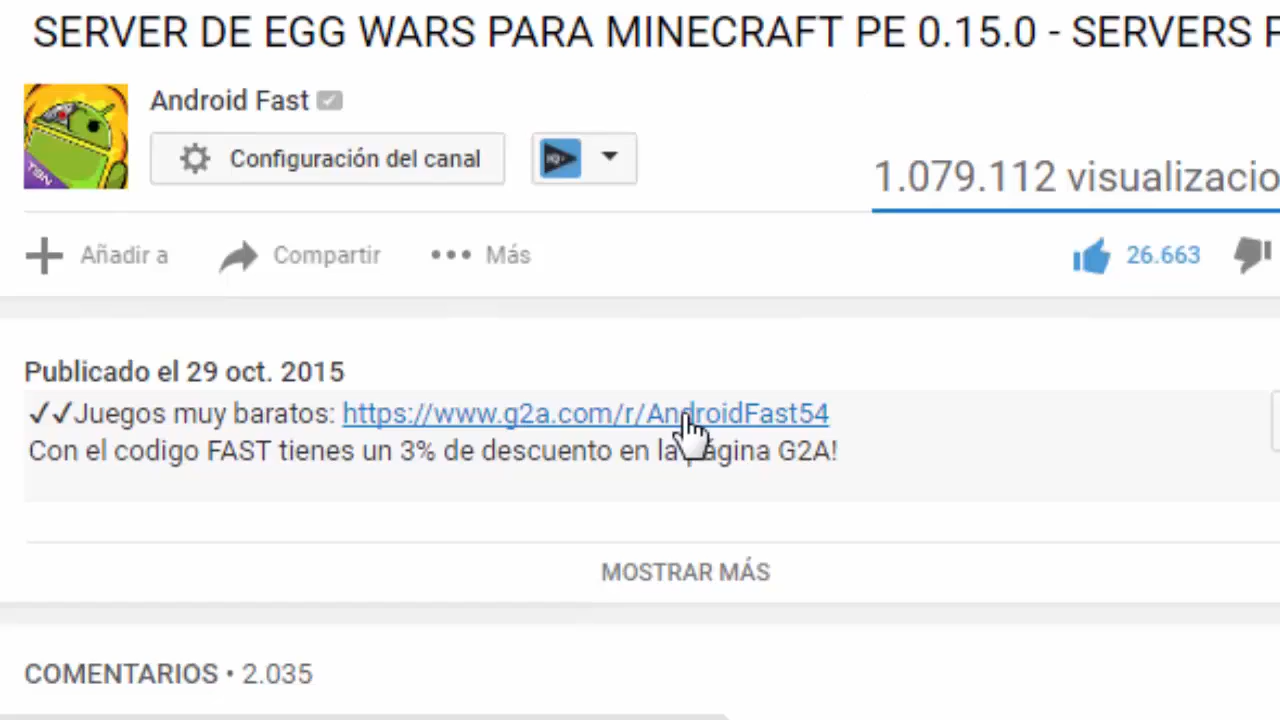 SERVER DE EGG WARS PARA MINECRAFT PE 0.15.0 - SERVERS
Android Fast
TGN
Configuración del canal
HQ+
1.079.112 visualizacio
Añadir a
Compartir
Más
26.663
Publicado el 29 oct. 2015
✓✓Juegos muy baratos: https://www.g2a.com/r/AndroidFast54
Con el codigo FAST tienes un 3% de descuento en la página G2A!
MOSTRAR MÁS
COMENTARIOS • 2.035